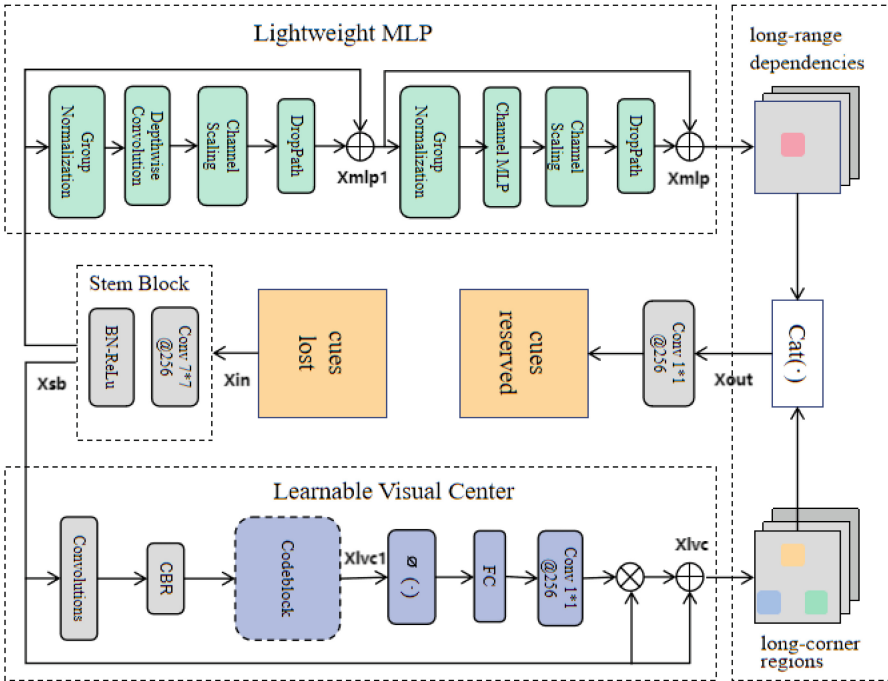 Lightweight MLP
Group
Normalization
Depthwise
Convolution
Channel
Scaling
DropPath
Xmlp1
Group
Normalization
Channel MLP
Channel
Scaling
DropPath
Xmlp
long-range
dependencies
Stem Block
BN-ReLu
Conv 7*7
@256
Xsb
Xin
cues
lost
cues
reserved
Conv 1*1
@256
Xout
Cat(·)
Learnable Visual Center
Convolutions
CBR
Codeblock
Xlvc1
ø (·)
FC
Conv 1*1
@256
Xlvc
long-corner
regions